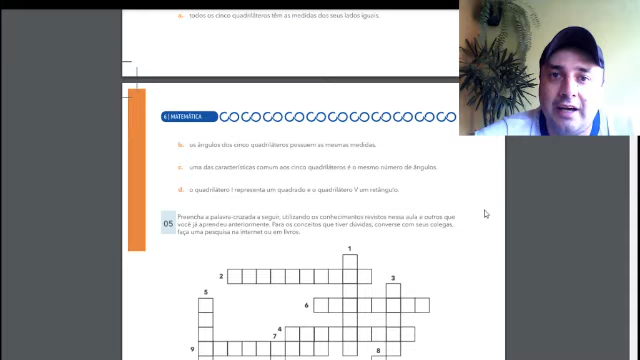 a. todos os cinco quadriláteros têm as medidas dos seus lados iguais.
6 | MATEMÁTICA
b. os ângulos dos cinco quadriláteros possuem as mesmas medidas.
c. uma das características comum aos cinco quadriláteros é o mesmo número de ângulos.
d. o quadrilátero I representa um quadrado e o quadrilátero V um retângulo.
05 Preencha a palavra cruzada a seguir, utilizando os conhecimentos revistos nessa aula e outros que
você já aprendeu anteriormente. Para os conceitos que tiver dúvidas, converse com seus colegas,
faça uma pesquisa na internet ou em livros.
1
2
3
5
6
4
7
9
8